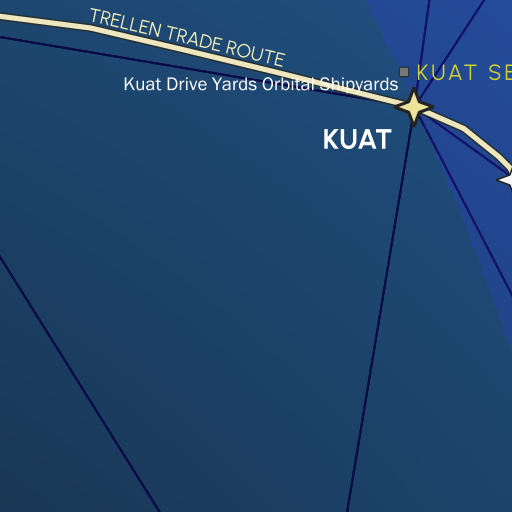 TRELLEN TRADE ROUTE
KUAT SE
Kuat Drive Yards Orbital Shipyards
KUAT